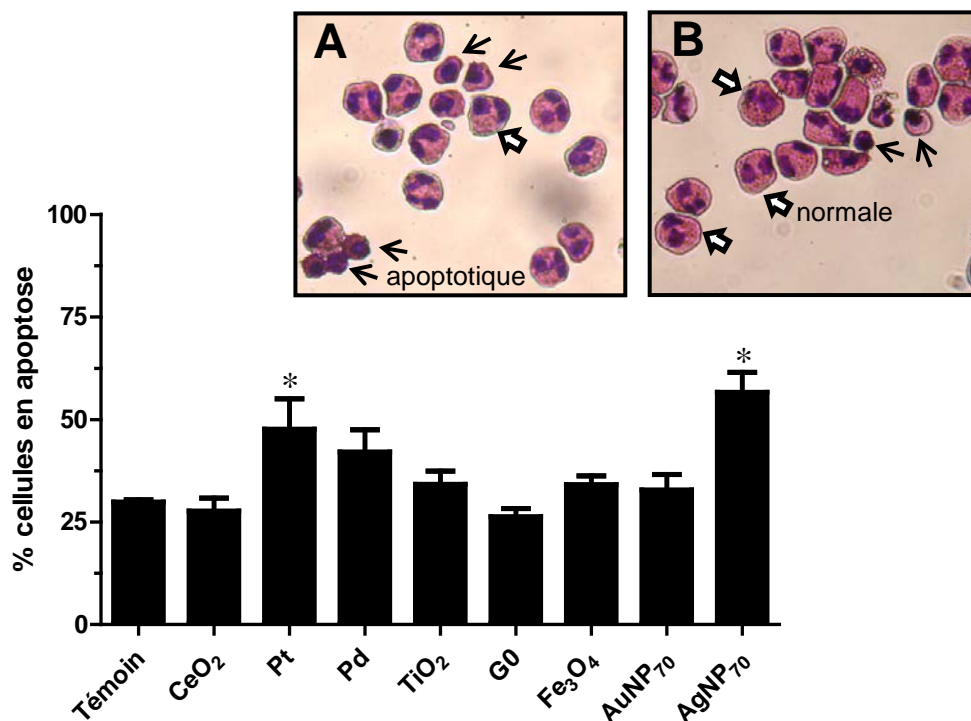 A
B
apoptotique
normale
% cellules en apoptose
100
75
50
25
0
*
*
Témoin
CeO₂
Pt
Pd
TiO₂
G0
Fe₃O₄
AuNP₇₀
AgNP₇₀